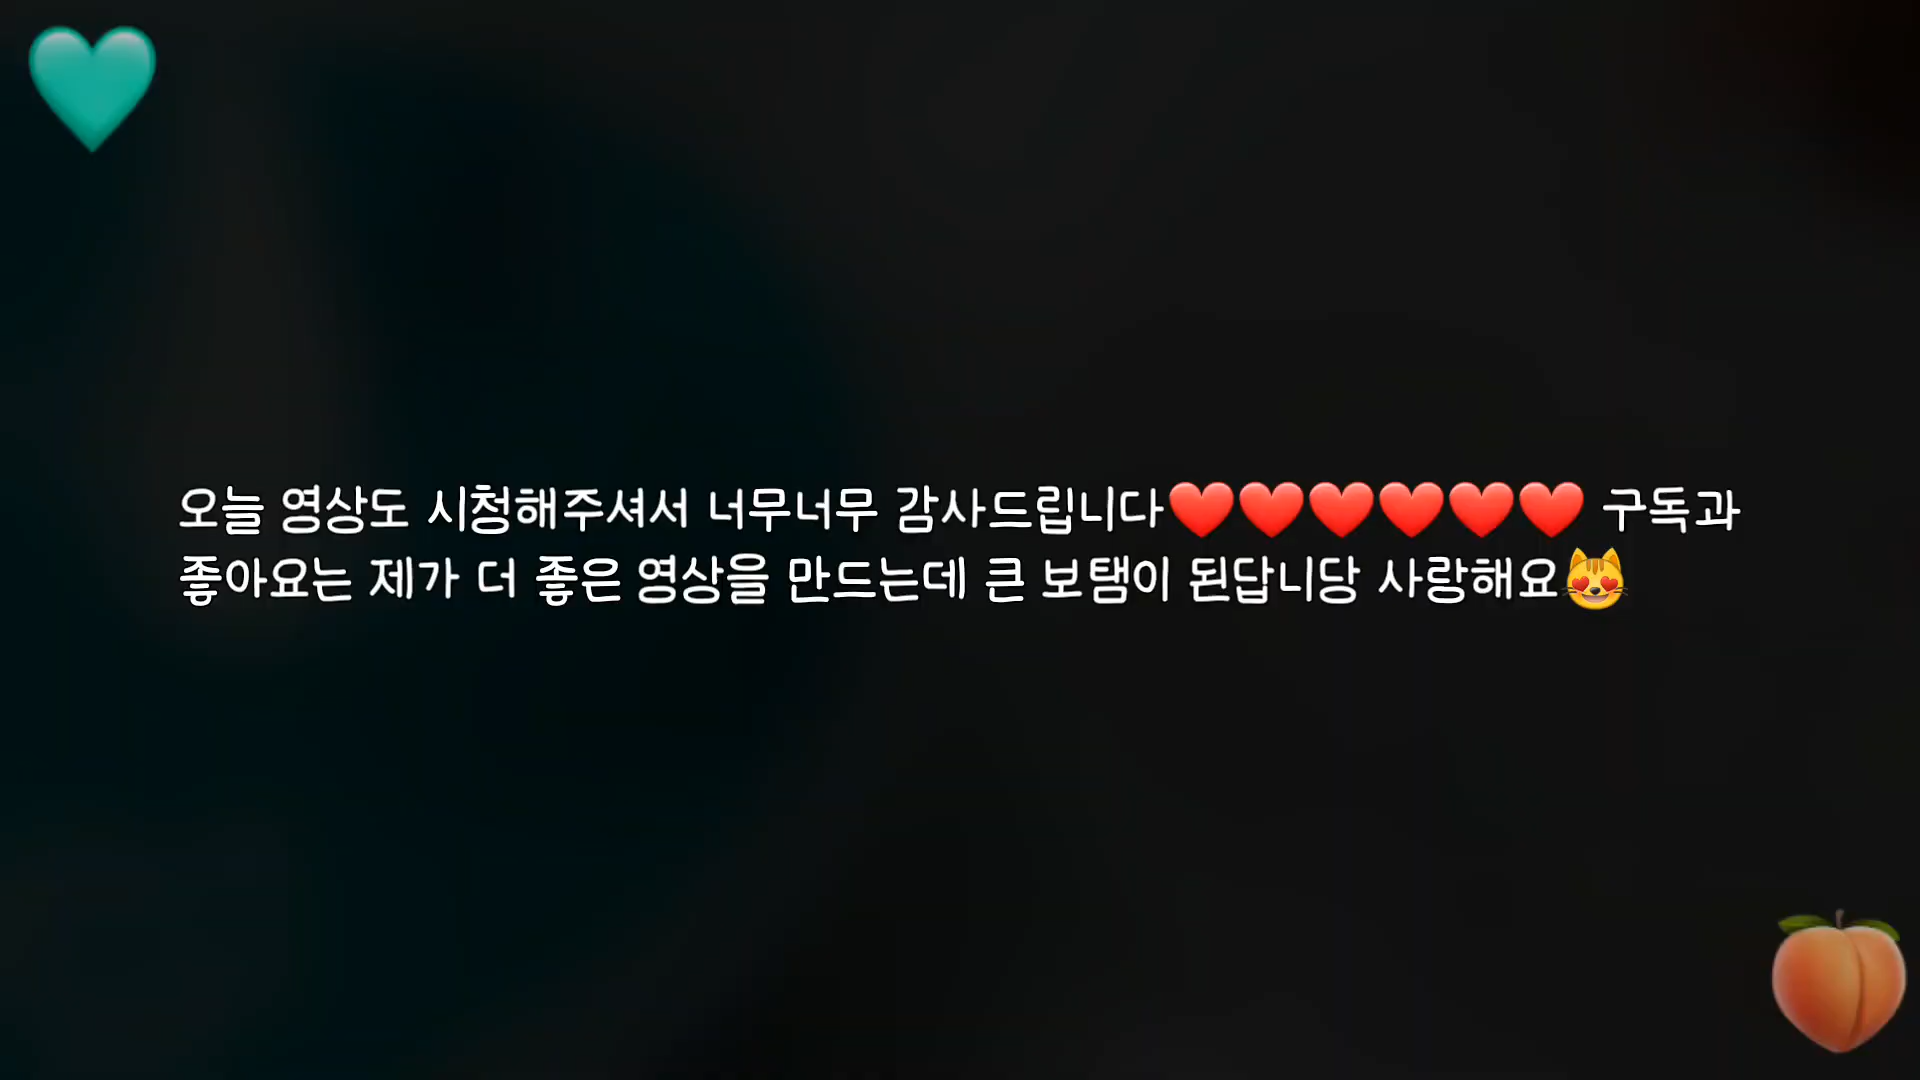 오늘 영상도 시청해주셔서 너무너무 감사드립니다❤️❤️❤️❤️❤️❤️ 구독과
좋아요는 제가 더 좋은 영상을 만드는데 큰 보탬이 된답니당 사랑해요😻